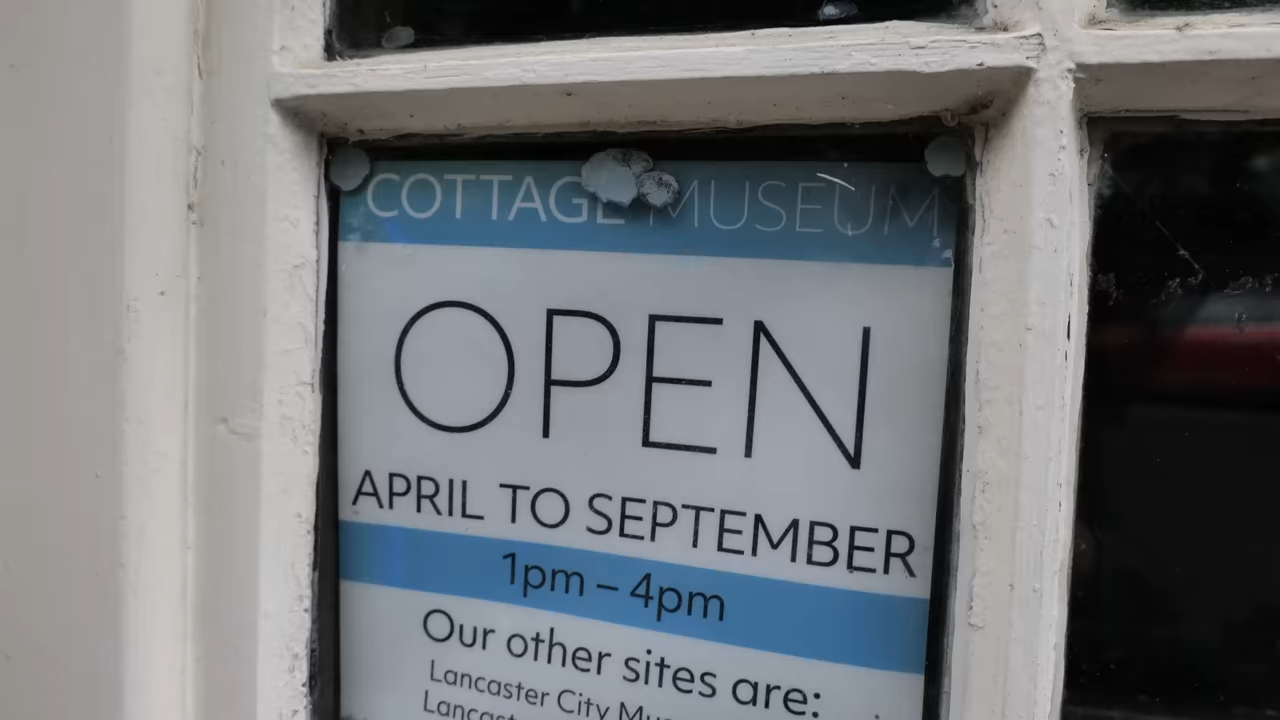 COTTAGE MUSEUM
OPEN
APRIL TO SEPTEMBER
1pm – 4pm
Our other sites are:
Lancaster City